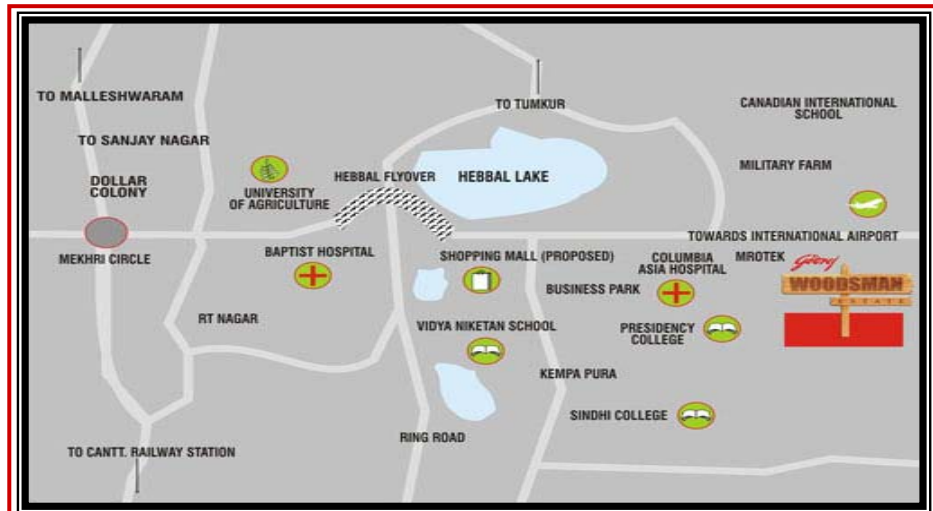 TO MALLESHWARAM
TO TUMKUR
CANADIAN INTERNATIONAL
SCHOOL
TO SANJAY NAGAR
MILITARY FARM
DOLLAR
COLONY
HEBBAL FLYOVER
HEBBAL LAKE
UNIVERSITY
OF AGRICULTURE
TOWARDS INTERNATIONAL AIRPORT
MEKHRI CIRCLE
BAPTIST HOSPITAL
SHOPPING MALL (PROPOSED)
COLUMBIA
ASIA HOSPITAL
MROTEK
Godrej
WOODSMAN
ESTATE
BUSINESS PARK
RT NAGAR
VIDYA NIKETAN SCHOOL
PRESIDENCY
COLLEGE
KEMPA PURA
SINDHI COLLEGE
RING ROAD
TO CANTT. RAILWAY STATION